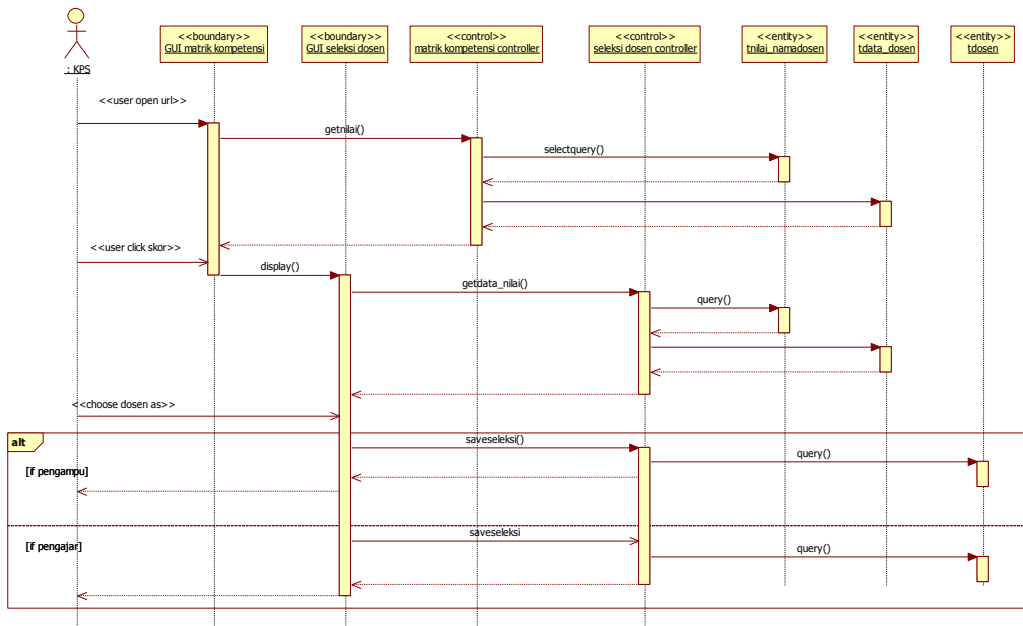 : KPS
<<boundary>>
GUI matrik kompetensi
<<boundary>>
GUI seleksi dosen
<<control>>
matrik kompetensi controller
<<control>>
seleksi dosen controller
<<entity>>
tnilai_namadosen
<<entity>>
tdata_dosen
<<entity>>
tdosen
<<user open url>>
getnilai()
selectquery()
<<user click skor>>
display()
getdata_nilai()
query()
<<choose dosen as>>
alt
saveseleksi()
query()
[if pengampu]
saveseleksi
[if pengajar]
query()